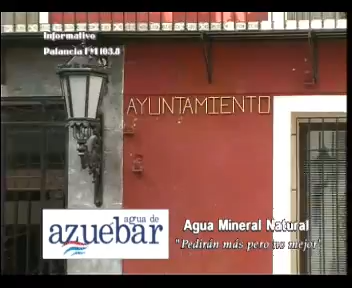 Informativo
Palancia FM 103.8
AYUNTAMIENTO
agua de
azuebar
Agua Mineral Natural
"Pedirán más pero no mejor"